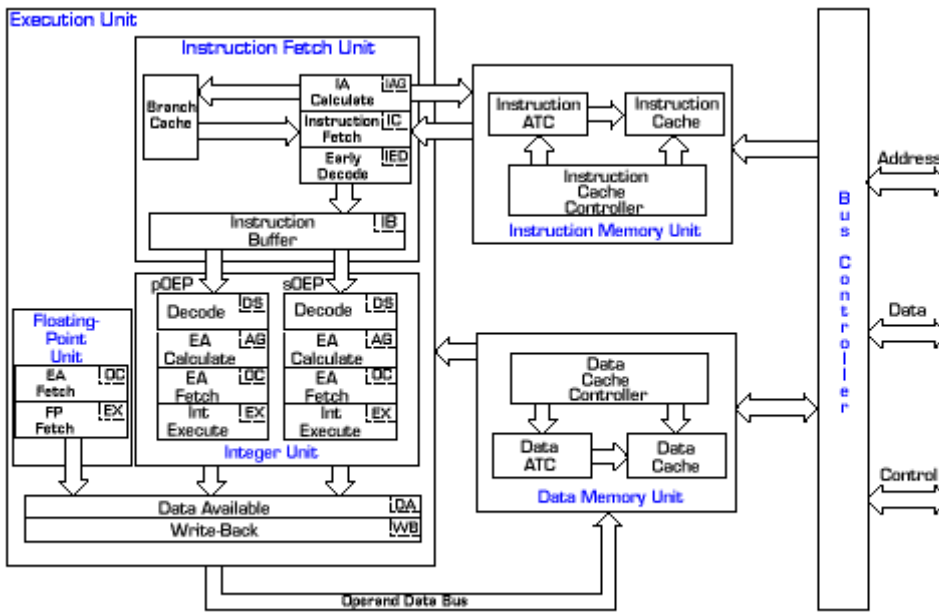 Execution Unit
Instruction Fetch Unit
Branch
Cache
IA
Calculate
IAG
Instruction
Fetch
IC
Early
Decode
IED
Instruction
Buffer
IB
pOEP
Decode
DS
EA
Calculate
AG
EA
Fetch
OC
Int
Execute
EX
sOEP
Decode
DS
EA
Calculate
AG
EA
Fetch
OC
Int
Execute
EX
Integer Unit
Floating-
Point
Unit
EA
Fetch
OC
FP
Fetch
EX
Data Available
DA
Write-Back
WB
Instruction
ATC
Instruction
Cache
Instruction
Cache
Controller
Instruction Memory Unit
Data
Cache
Controller
Data
ATC
Data
Cache
Data Memory Unit
Operand Data Bus
Bus Controller
Address
Data
Control